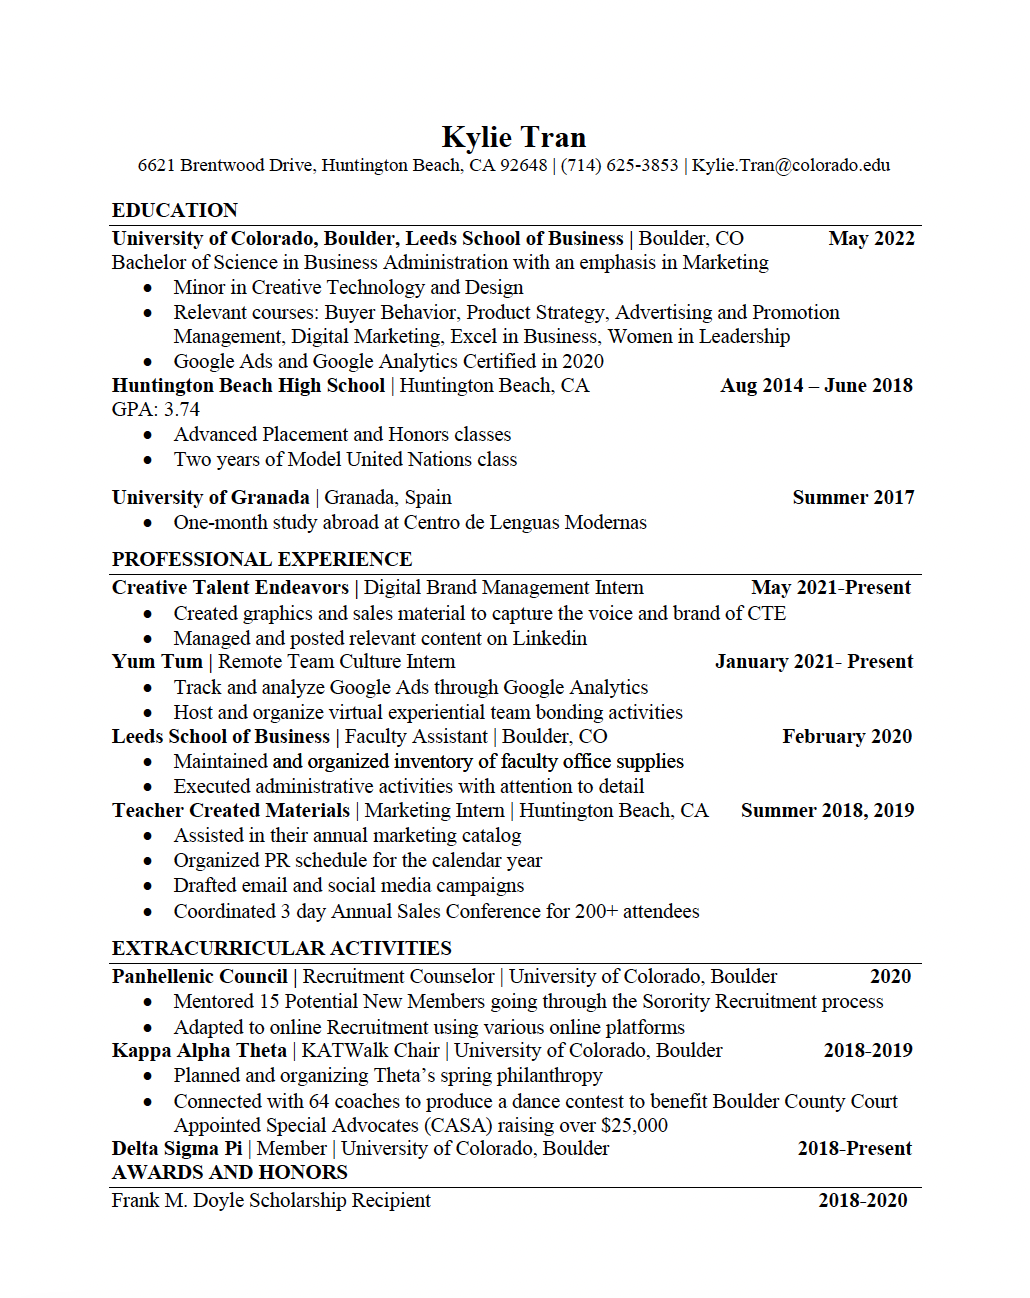 Kylie Tran
6621 Brentwood Drive, Huntington Beach, CA 92648 | (714) 625-3853 | Kylie.Tran@colorado.edu
EDUCATION
University of Colorado, Boulder, Leeds School of Business | Boulder, CO May 2022
Bachelor of Science in Business Administration with an emphasis in Marketing
• Minor in Creative Technology and Design
• Relevant courses: Buyer Behavior, Product Strategy, Advertising and Promotion
Management, Digital Marketing, Excel in Business, Women in Leadership
• Google Ads and Google Analytics Certified in 2020
Huntington Beach High School | Huntington Beach, CA Aug 2014 – June 2018
GPA: 3.74
• Advanced Placement and Honors classes
• Two years of Model United Nations class
University of Granada | Granada, Spain Summer 2017
• One-month study abroad at Centro de Lenguas Modernas
PROFESSIONAL EXPERIENCE
Creative Talent Endeavors | Digital Brand Management Intern May 2021-Present
• Created graphics and sales material to capture the voice and brand of CTE
• Managed and posted relevant content on Linkedin
Yum Tum | Remote Team Culture Intern January 2021- Present
• Track and analyze Google Ads through Google Analytics
• Host and organize virtual experiential team bonding activities
Leeds School of Business | Faculty Assistant | Boulder, CO February 2020
• Maintained and organized inventory of faculty office supplies
• Executed administrative activities with attention to detail
Teacher Created Materials | Marketing Intern | Huntington Beach, CA Summer 2018, 2019
• Assisted in their annual marketing catalog
• Organized PR schedule for the calendar year
• Drafted email and social media campaigns
• Coordinated 3 day Annual Sales Conference for 200+ attendees
EXTRACURRICULAR ACTIVITIES
Panhellenic Council | Recruitment Counselor | University of Colorado, Boulder 2020
• Mentored 15 Potential New Members going through the Sorority Recruitment process
• Adapted to online Recruitment using various online platforms
Kappa Alpha Theta | KATWalk Chair | University of Colorado, Boulder 2018-2019
• Planned and organizing Theta’s spring philanthropy
• Connected with 64 coaches to produce a dance contest to benefit Boulder County Court
Appointed Special Advocates (CASA) raising over $25,000
Delta Sigma Pi | Member | University of Colorado, Boulder 2018-Present
AWARDS AND HONORS
Frank M. Doyle Scholarship Recipient 2018-2020